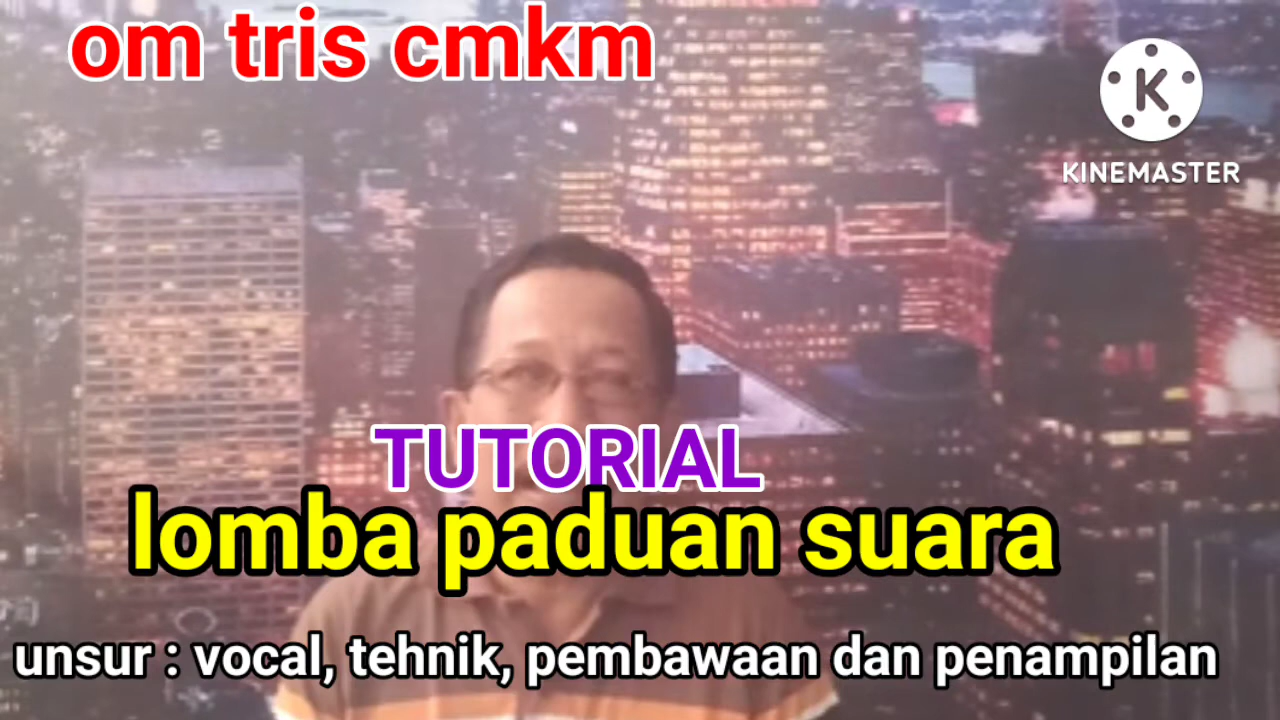 om tris cmkm
K
KINEMASTER
TUTORIAL
lomba paduan suara
unsur : vocal, tehnik, pembawaan dan penampilan